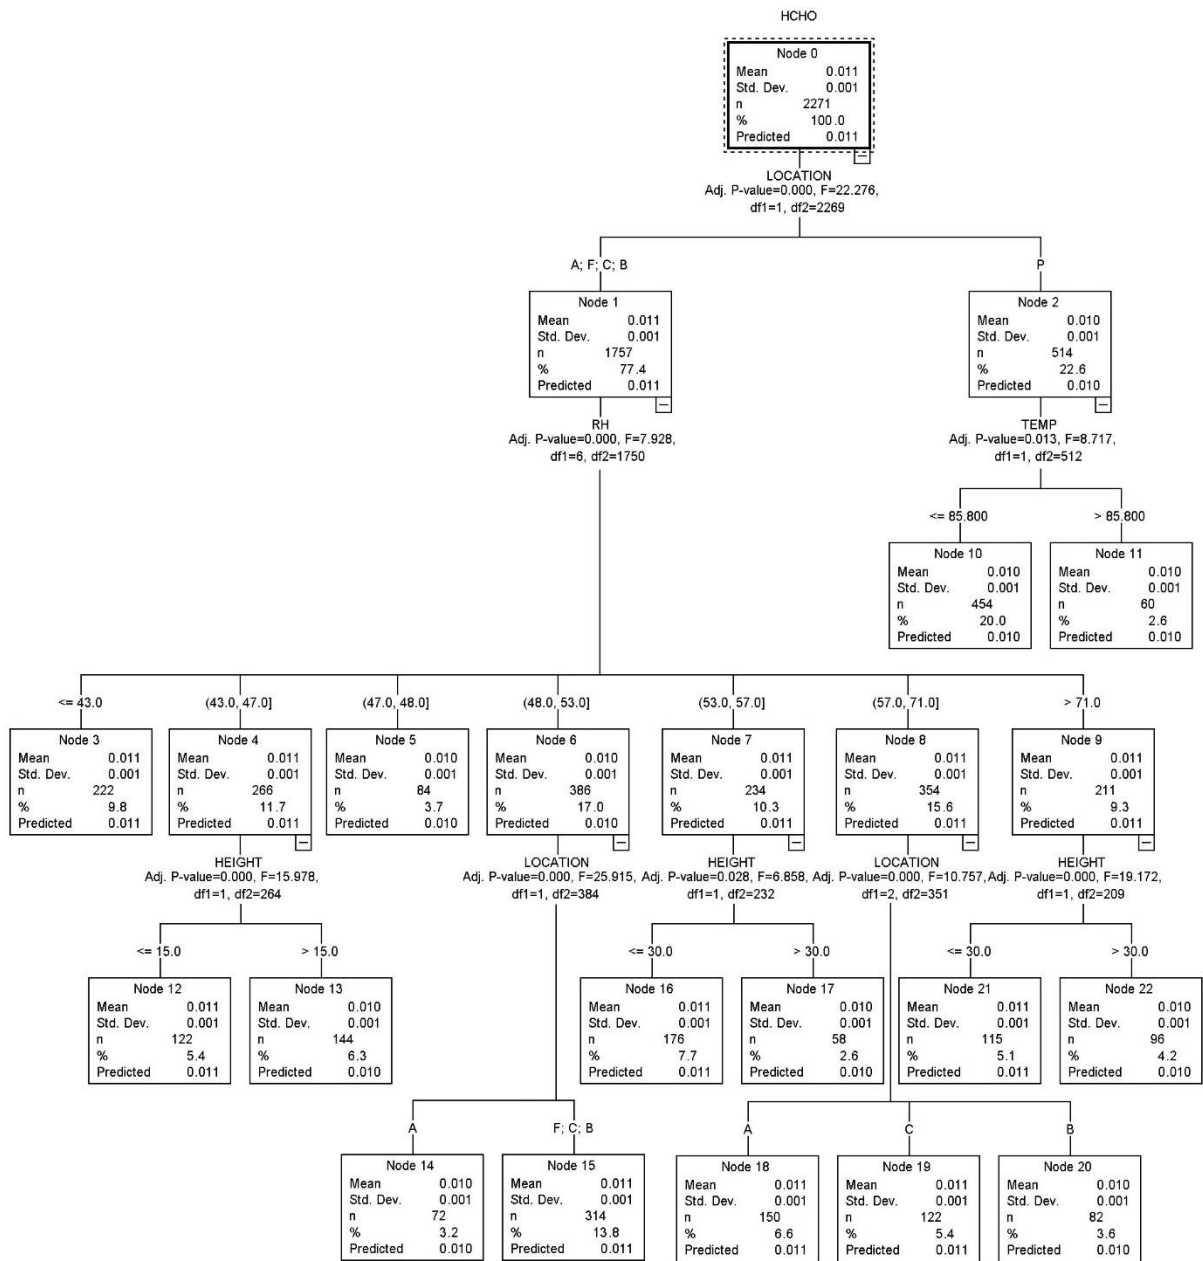 HCHO
Node 0
Mean 0.011
Std. Dev. 0.001
n 2271
% 100.0
Predicted 0.011
LOCATION
Adj. P-value=0.000, F=22.276,
df1=1, df2=2269
A; F; C; B
P
Node 1
Mean 0.011
Std. Dev. 0.001
n 1757
% 77.4
Predicted 0.011
Node 2
Mean 0.010
Std. Dev. 0.001
n 514
% 22.6
Predicted 0.010
RH
Adj. P-value=0.000, F=7.928,
df1=6, df2=1750
TEMP
Adj. P-value=0.013, F=8.717,
df1=1, df2=512
<= 85.800
> 85.800
Node 10
Mean 0.010
Std. Dev. 0.001
n 454
% 20.0
Predicted 0.010
Node 11
Mean 0.010
Std. Dev. 0.001
n 60
% 2.6
Predicted 0.010
<= 43.0
(43.0, 47.0]
(47.0, 48.0]
(48.0, 53.0]
(53.0, 57.0]
(57.0, 71.0]
> 71.0
Node 3
Mean 0.011
Std. Dev. 0.001
n 222
% 9.8
Predicted 0.011
Node 4
Mean 0.011
Std. Dev. 0.001
n 266
% 11.7
Predicted 0.011
Node 5
Mean 0.010
Std. Dev. 0.001
n 84
% 3.7
Predicted 0.010
Node 6
Mean 0.010
Std. Dev. 0.001
n 386
% 17.0
Predicted 0.010
Node 7
Mean 0.011
Std. Dev. 0.001
n 234
% 10.3
Predicted 0.011
Node 8
Mean 0.011
Std. Dev. 0.001
n 354
% 15.6
Predicted 0.011
Node 9
Mean 0.011
Std. Dev. 0.001
n 211
% 9.3
Predicted 0.011
HEIGHT
Adj. P-value=0.000, F=15.978,
df1=1, df2=264
LOCATION
Adj. P-value=0.000, F=25.915,
df1=1, df2=384
HEIGHT
Adj. P-value=0.028, F=6.858,
df1=1, df2=232
LOCATION
Adj. P-value=0.000, F=10.757,
df1=2, df2=351
HEIGHT
Adj. P-value=0.000, F=19.172,
df1=1, df2=209
<= 15.0
> 15.0
<= 30.0
> 30.0
<= 30.0
> 30.0
Node 12
Mean 0.011
Std. Dev. 0.001
n 122
% 5.4
Predicted 0.011
Node 13
Mean 0.010
Std. Dev. 0.001
n 144
% 6.3
Predicted 0.010
Node 16
Mean 0.011
Std. Dev. 0.001
n 176
% 7.7
Predicted 0.011
Node 17
Mean 0.010
Std. Dev. 0.001
n 58
% 2.6
Predicted 0.010
Node 21
Mean 0.011
Std. Dev. 0.001
n 115
% 5.1
Predicted 0.011
Node 22
Mean 0.010
Std. Dev. 0.001
n 96
% 4.2
Predicted 0.010
A
F; C; B
A
C
B
Node 14
Mean 0.010
Std. Dev. 0.001
n 72
% 3.2
Predicted 0.010
Node 15
Mean 0.011
Std. Dev. 0.001
n 314
% 13.8
Predicted 0.011
Node 18
Mean 0.011
Std. Dev. 0.001
n 150
% 6.6
Predicted 0.011
Node 19
Mean 0.011
Std. Dev. 0.001
n 122
% 5.4
Predicted 0.011
Node 20
Mean 0.010
Std. Dev. 0.001
n 82
% 3.6
Predicted 0.010